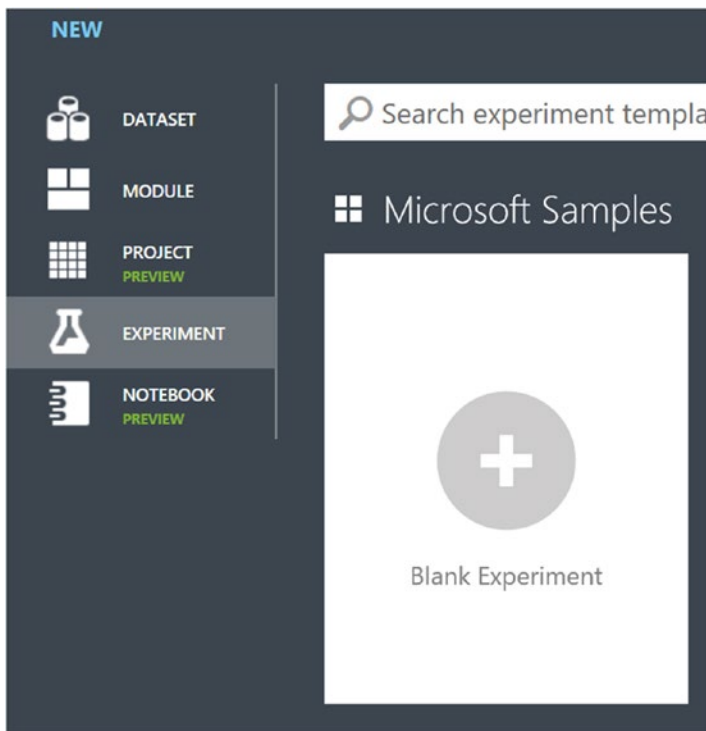 NEW
DATASET
MODULE
PROJECT
PREVIEW
EXPERIMENT
NOTEBOOK
PREVIEW
Search experiment templa
Microsoft Samples
Blank Experiment